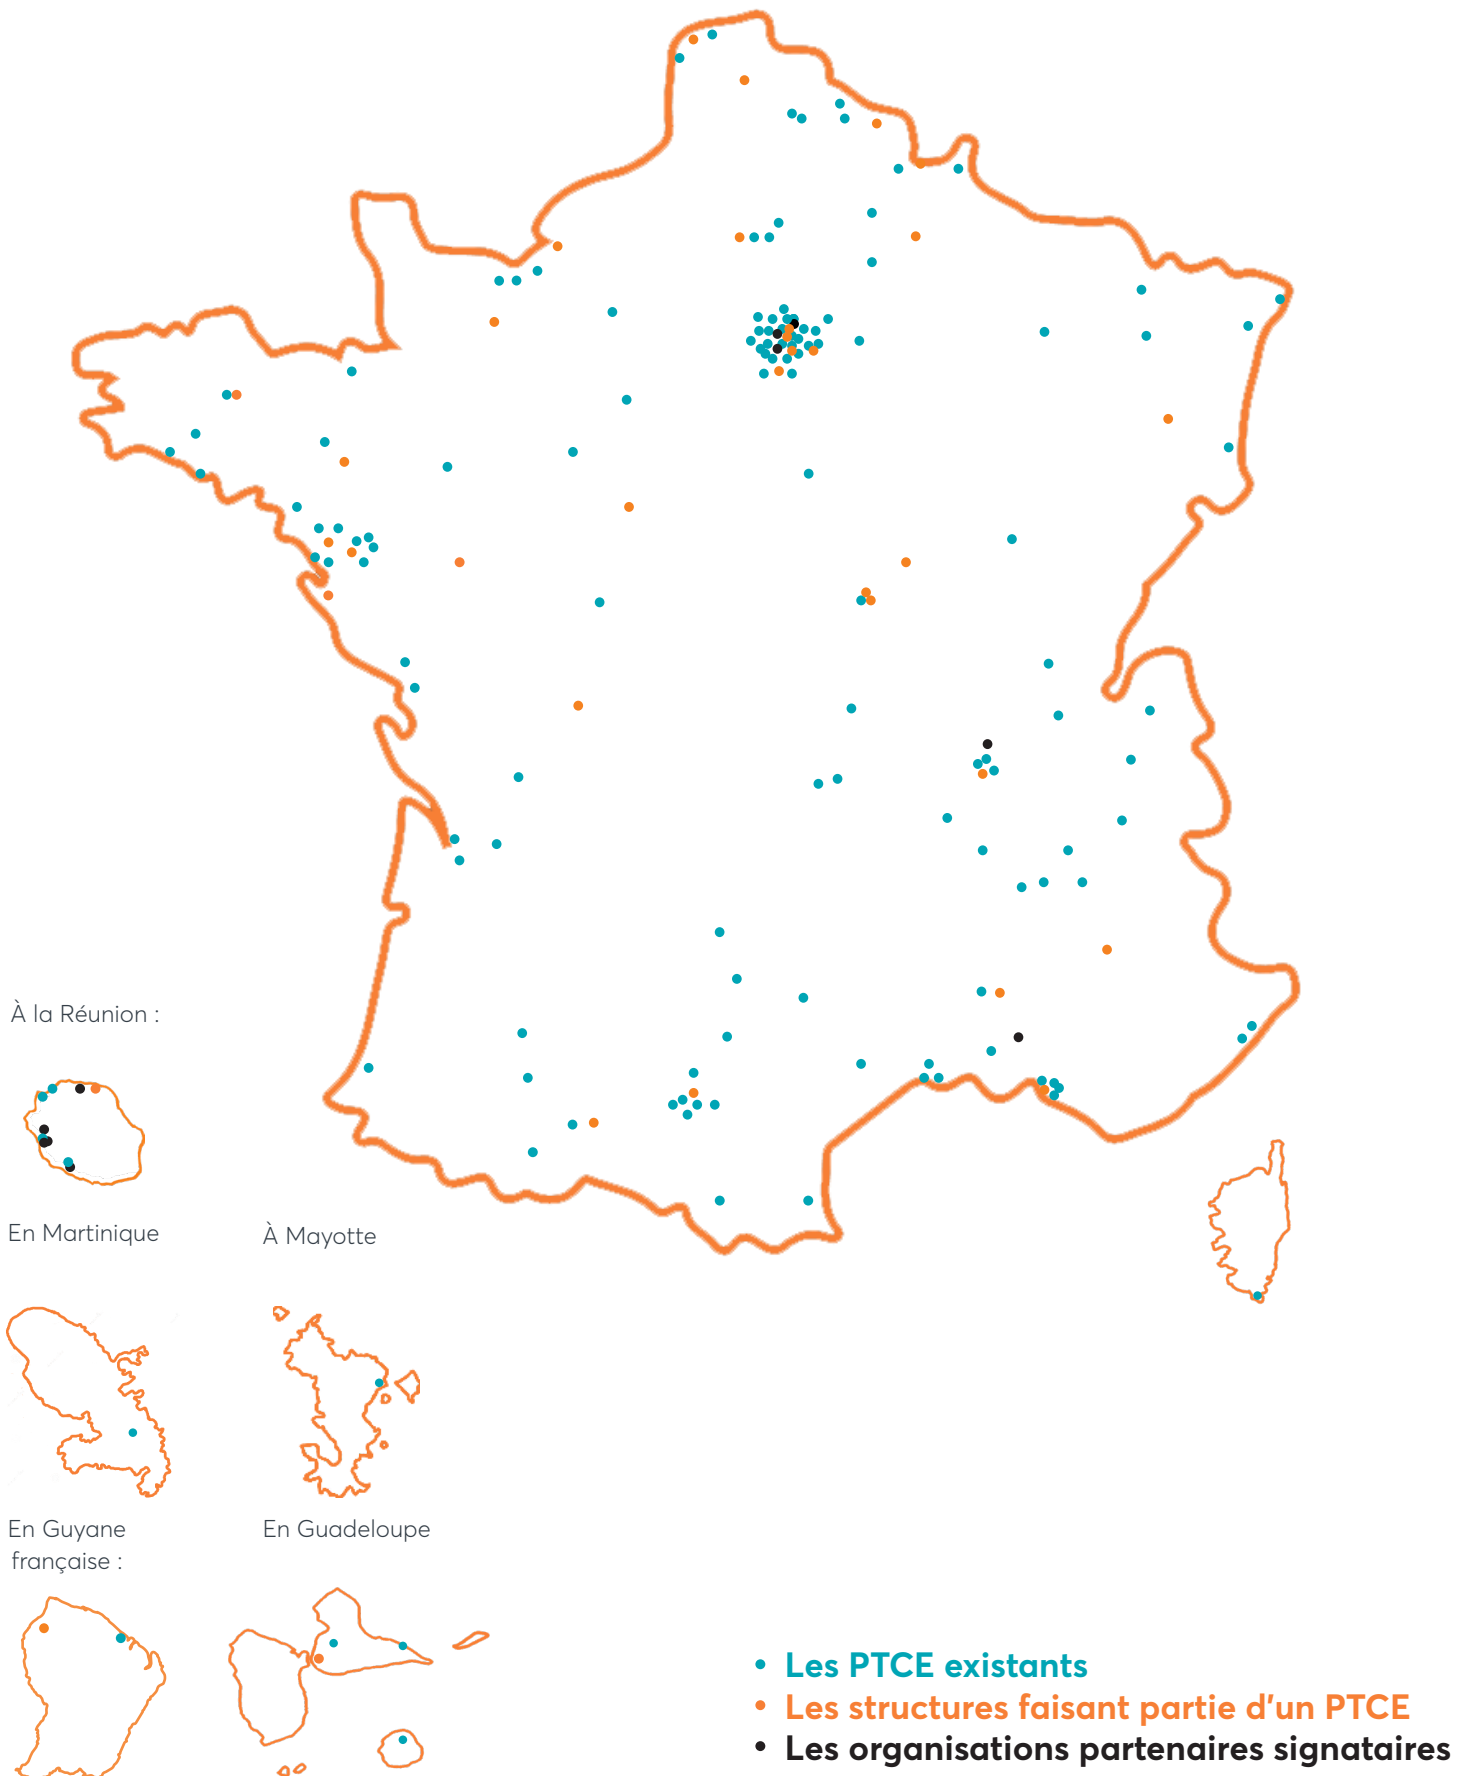 À la Réunion :
En Martinique
À Mayotte
En Guyane
française :
En Guadeloupe
• Les PTCE existants
• Les structures faisant partie d'un PTCE
• Les organisations partenaires signataires